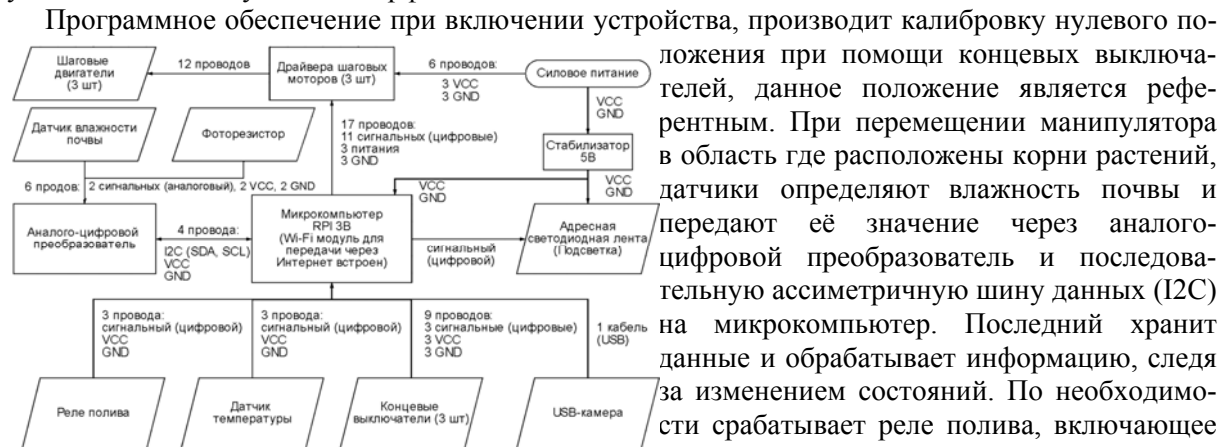 Программное обеспечение при включении устройства, производит калибровку нулевого по-
ложения при помощи концевых выключа-
телей, данное положение является рефе-
рентным. При перемещении манипулятора
в область где расположены корни растений,
датчики определяют влажность почвы и
передают её значение через аналого-
цифровой преобразователь и последова-
тельную ассиметричную шину данных (I2C)
на микрокомпьютер. Последний хранит
данные и обрабатывает информацию, следя
за изменением состояний. По необходимо-
сти срабатывает реле полива, включающее
Шаговые
двигатели
(3 шт)
12 проводов
Драйвера шаговых
моторов (3 шт)
6 проводов:
3 VCC
3 GND
Силовое питание
VCC
GND
Датчик влажности
почвы
Фоторезистор
17 проводов:
11 сигнальных (цифровые)
3 питания
3 GND
Стабилизатор
5В
6 продов:
2 сигнальных (аналоговый), 2 VCC, 2 GND
VCC
GND
VCC
GND
Аналого-цифровой
преобразователь
4 провода:
I2C (SDA, SCL)
VCC
GND
Микрокомпьютер
RPI 3B
(Wi-Fi модуль для
передачи через
Интернет встроен)
сигнальный
(цифровой)
Адресная
светодиодная лента
(Подсветка)
3 провода:
сигнальный (цифровой)
VCC
GND
3 провода:
сигнальный (цифровой)
VCC
GND
9 проводов:
3 сигнальные (цифровые)
3 VCC
3 GND
1 кабель
(USB)
Реле полива
Датчик
температуры
Концевые
выключатели (3 шт)
USB-камера